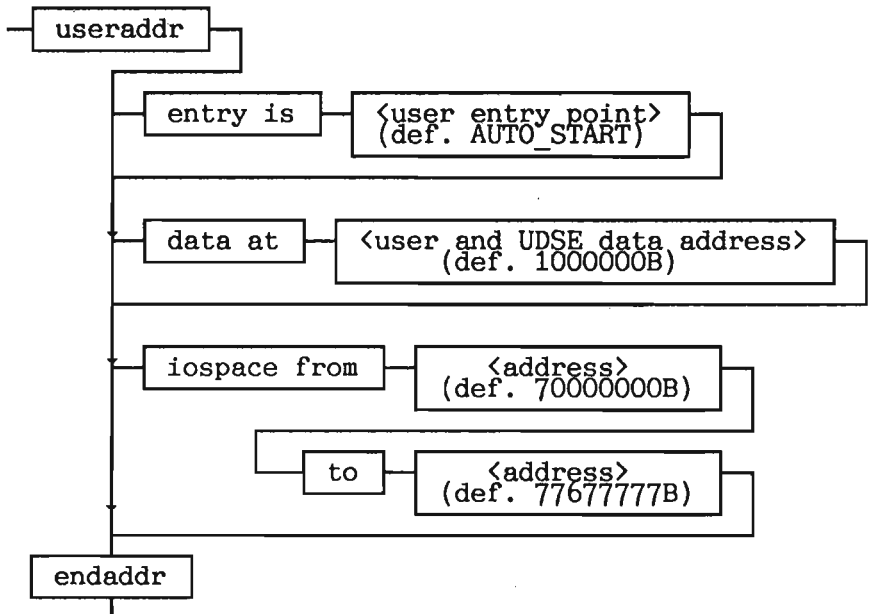 useraddr
entry is
<user entry point>
(def. AUTO_START)
data at
<user and UDSE data address>
(def. 1000000B)
iospace from
<address>
(def. 70000000B)
to
<address>
(def. 77677777B)
endaddr